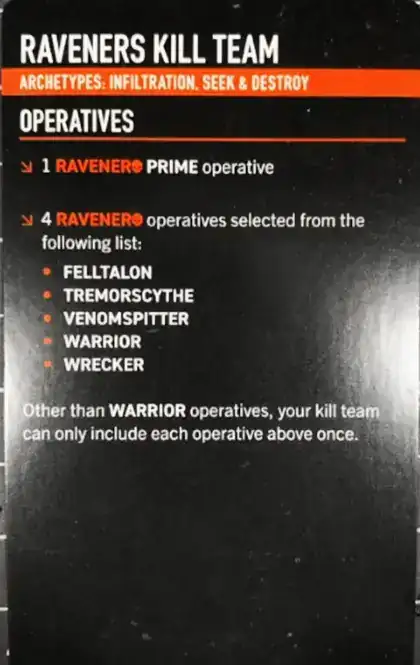 RAVENERS KILL TEAM
ARCHETYPES: INFILTRATION, SEEK & DESTROY
OPERATIVES
1 RAVENER PRIME operative
4 RAVENER operatives selected from the
following list:
• FELLTALON
• TREMORSCYTHE
• VENOMSPITTER
• WARRIOR
• WRECKER
Other than WARRIOR operatives, your kill team
can only include each operative above once.